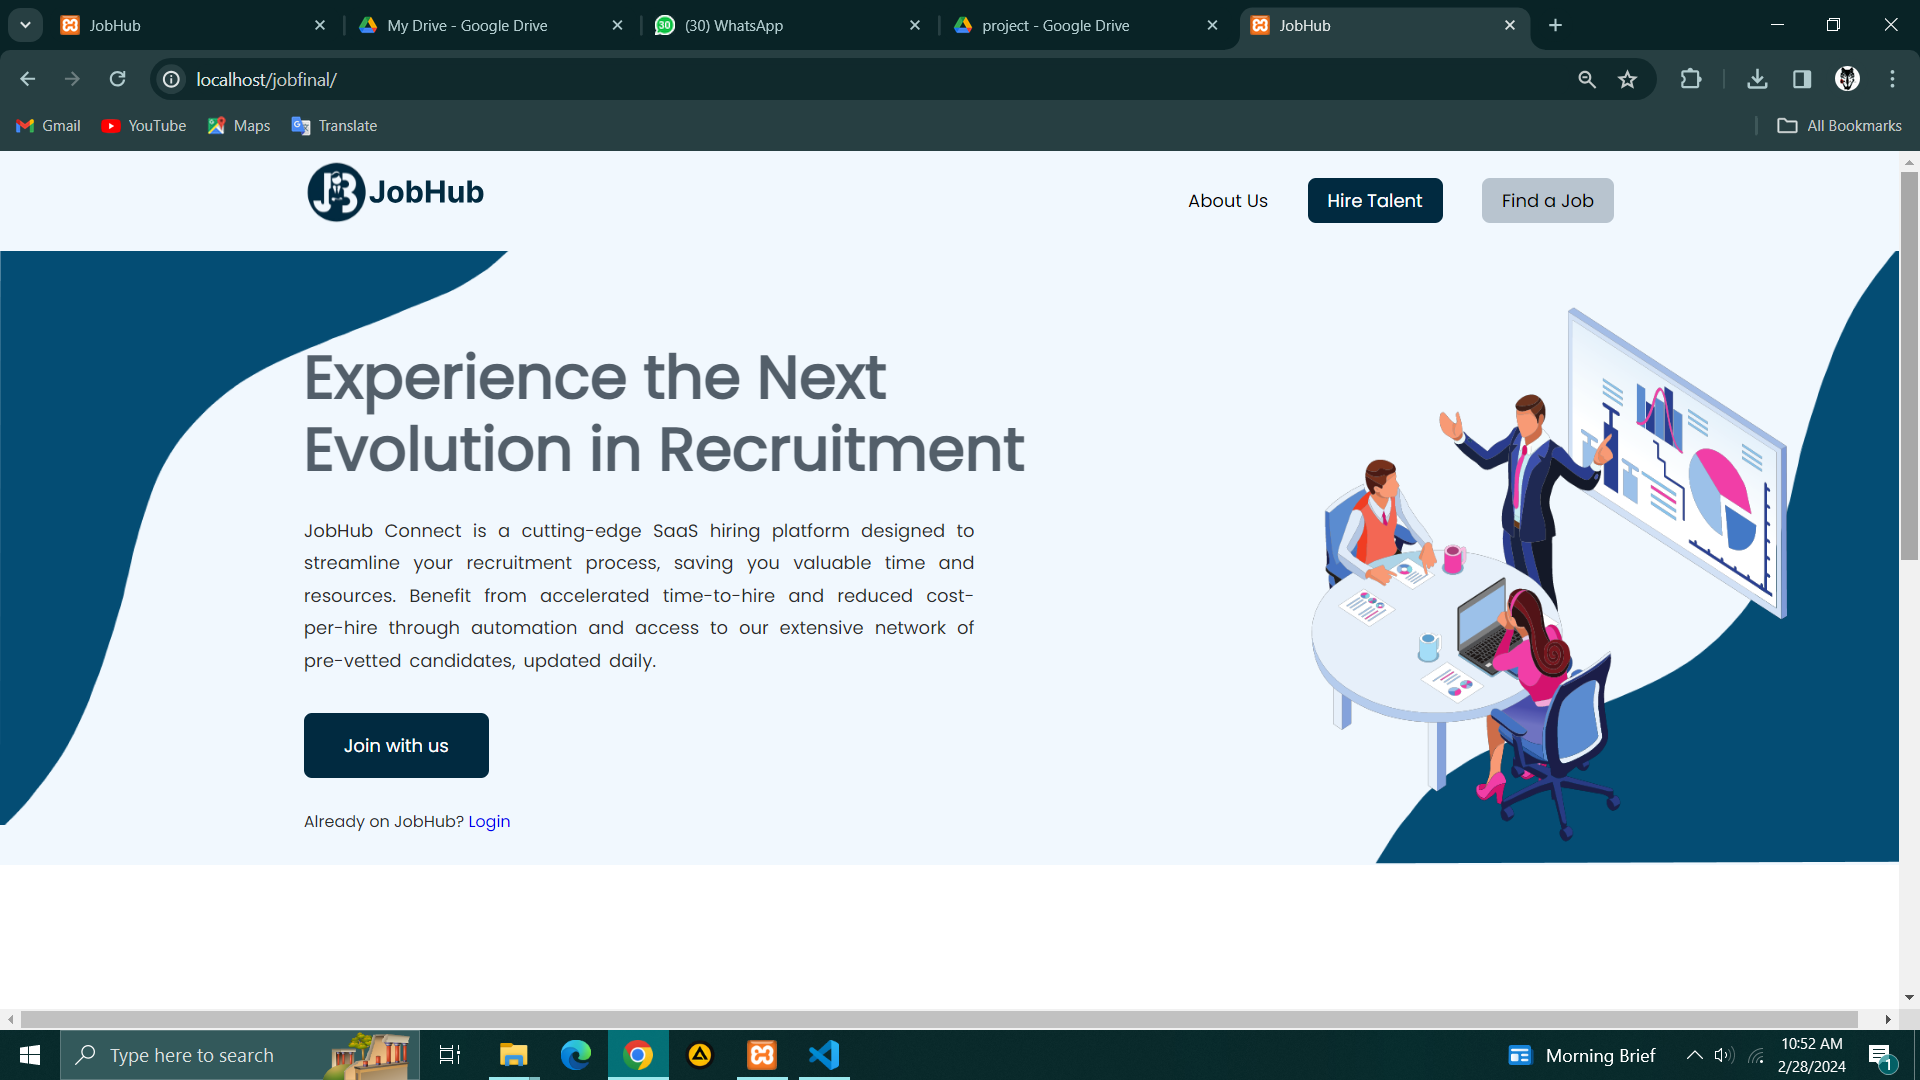 JobHub
My Drive - Google Drive
30
(30) WhatsApp
project - Google Drive
JobHub
localhost/jobfinal/
Gmail
YouTube
Maps
Translate
All Bookmarks
JobHub
About Us
Hire Talent
Find a Job
Experience the Next
Evolution in Recruitment
JobHub Connect is a cutting-edge SaaS hiring platform designed to
streamline your recruitment process, saving you valuable time and
resources. Benefit from accelerated time-to-hire and reduced cost-
per-hire through automation and access to our extensive network of
pre-vetted candidates, updated daily.
Join with us
Already on JobHub? Login
Type here to search
Morning Brief
10:52 AM
2/28/2024
1